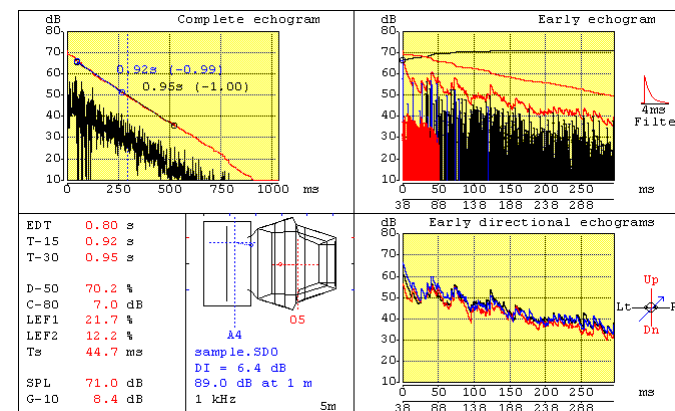 dB Complete echogram
80
70
60
50
40
30
20
10
0.92s (-0.99)
0.95s (-1.00)
0 250 500 750 1000 ms
dB Early echogram
80
70
60
50
40
30
20
10
0 50 100 150 200 250 ms
38 88 138 188 238 288
4ms
Filte
EDT 0.80 s
T-15 0.92 s
T-30 0.95 s
D-50 70.2 %
C-80 7.0 dB
LEF1 21.7 %
LEF2 12.2 %
Ts 44.7 ms
SPL 71.0 dB
G-10 8.4 dB
A4
05
sample.SD0
DI = 6.4 dB
89.0 dB at 1 m
1 kHz
5m
dB Early directional echograms
80
70
60
50
40
30
20
10
0 50 100 150 200 250 ms
38 88 138 188 238 288
Up
Lt
Dn